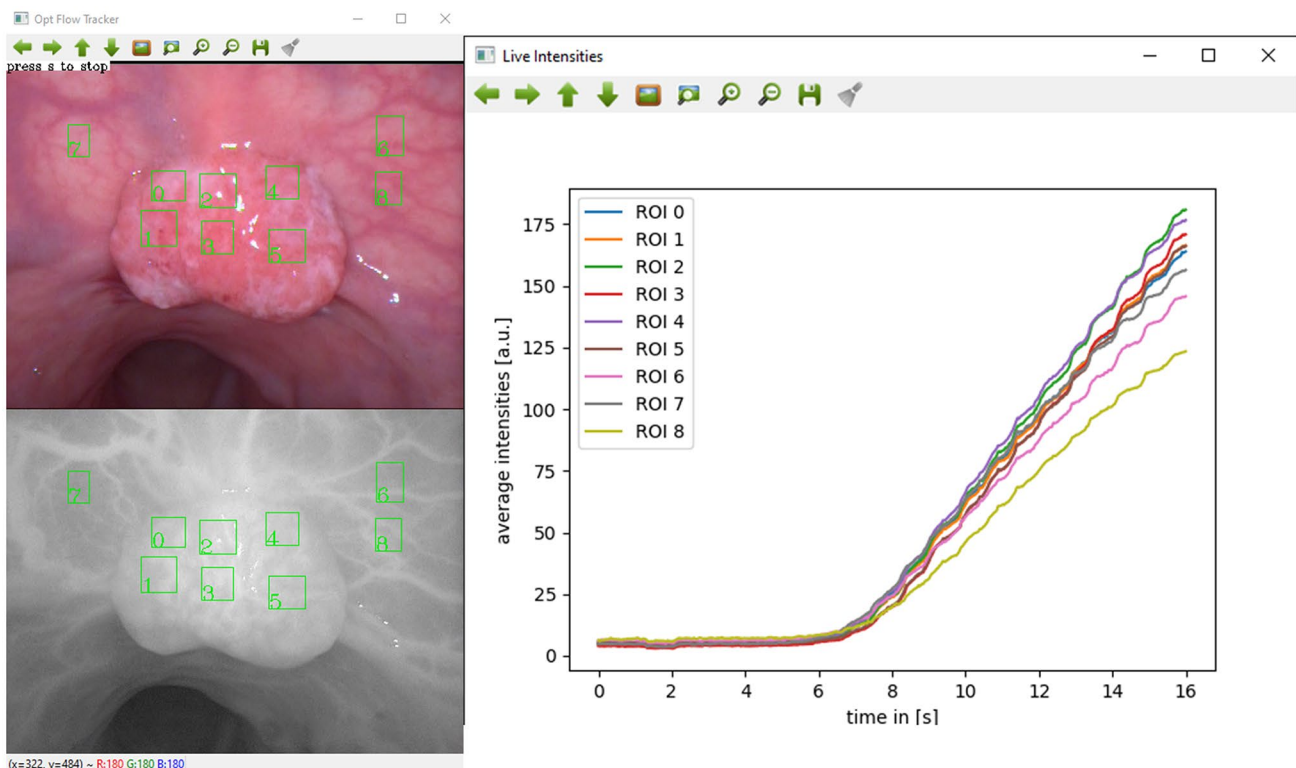 Opt Flow Tracker
press s to stop
7
6
0
2
4
8
1
3
5
7
6
0
2
4
8
1
3
5
(x=322, y=484) ~ R:180 G:180 B:180
Live Intensities
ROI 0
ROI 1
ROI 2
ROI 3
ROI 4
ROI 5
ROI 6
ROI 7
ROI 8
average intensities [a.u.]
175
150
125
100
75
50
25
0
0 2 4 6 8 10 12 14 16
time in [s]